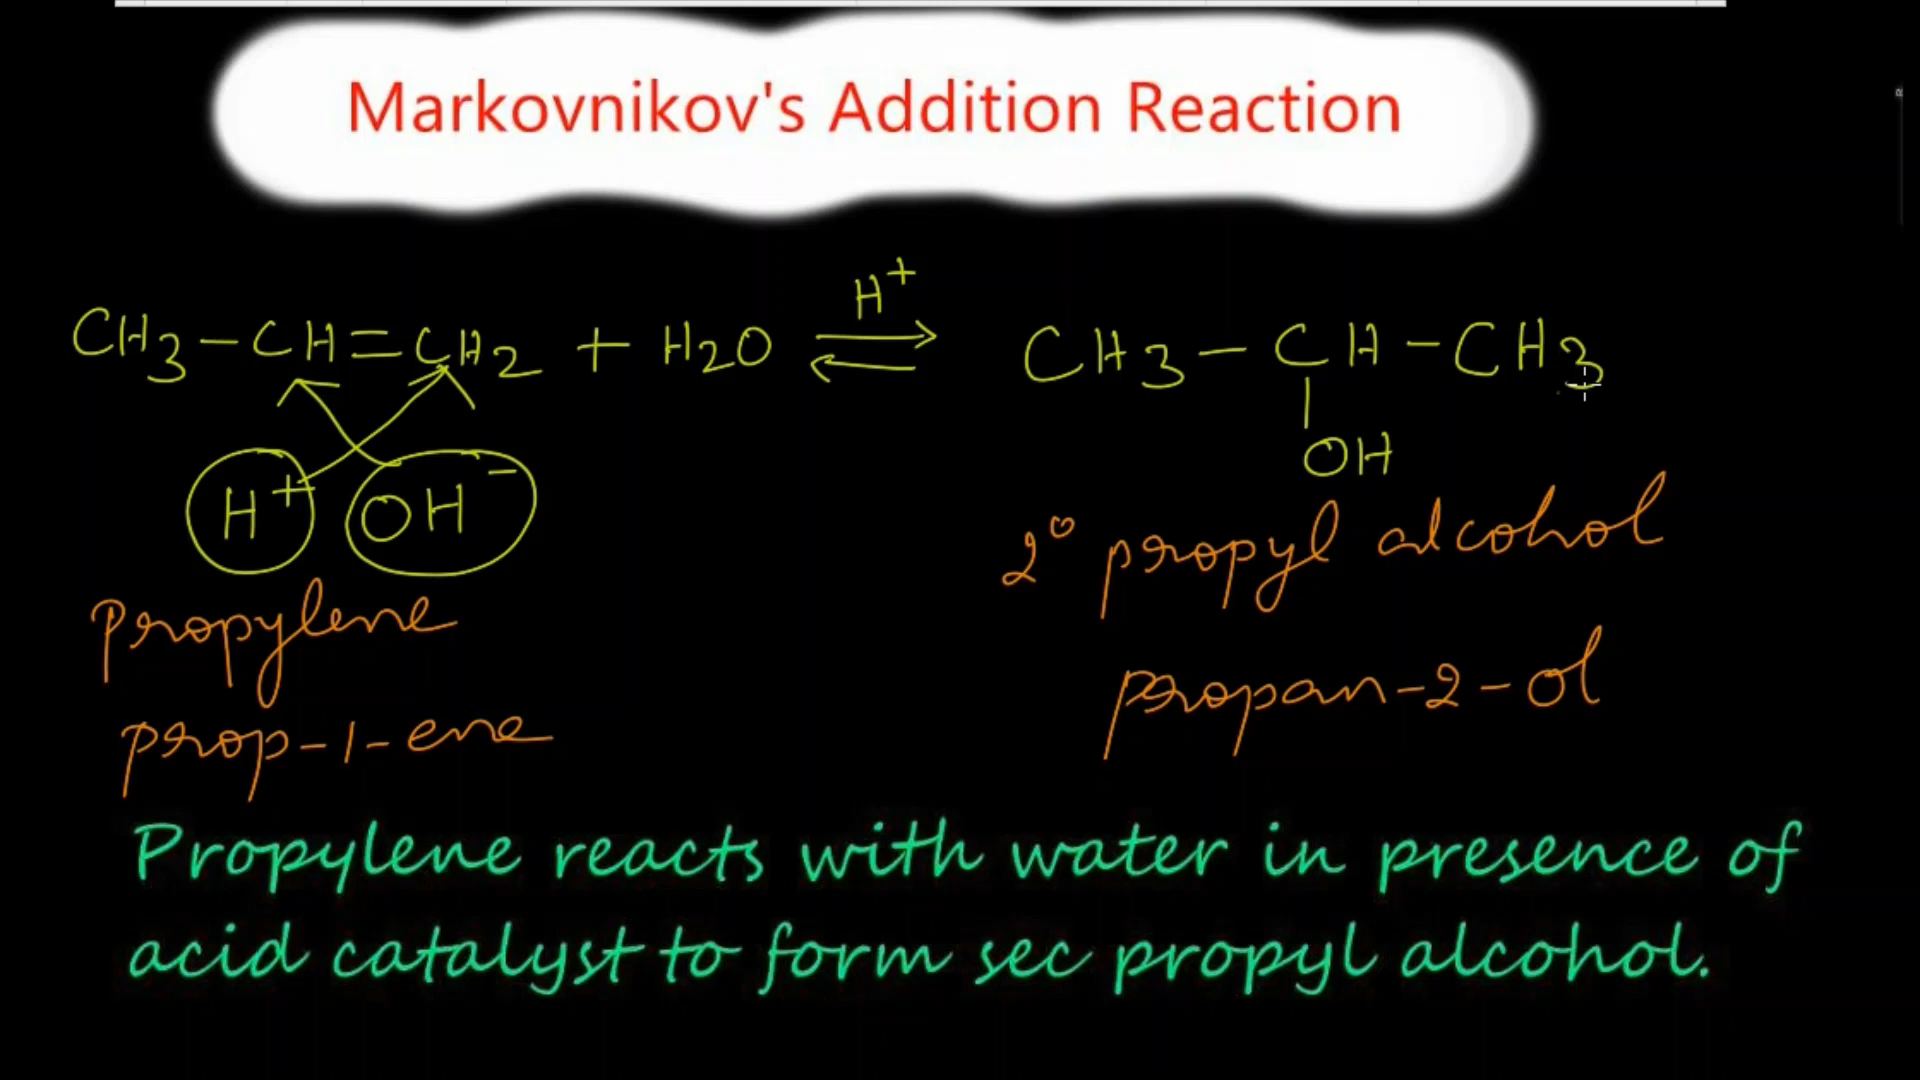 Markovnikov's Addition Reaction
H+
CH3-CH=CH2 + H2O ⇌ CH3-CH-CH3
OH
H+ OH-
2° propyl alcohol
Propylene
propan-2-ol
prop-1-ene
Propylene reacts with water in presence of
acid catalyst to form sec propyl alcohol.